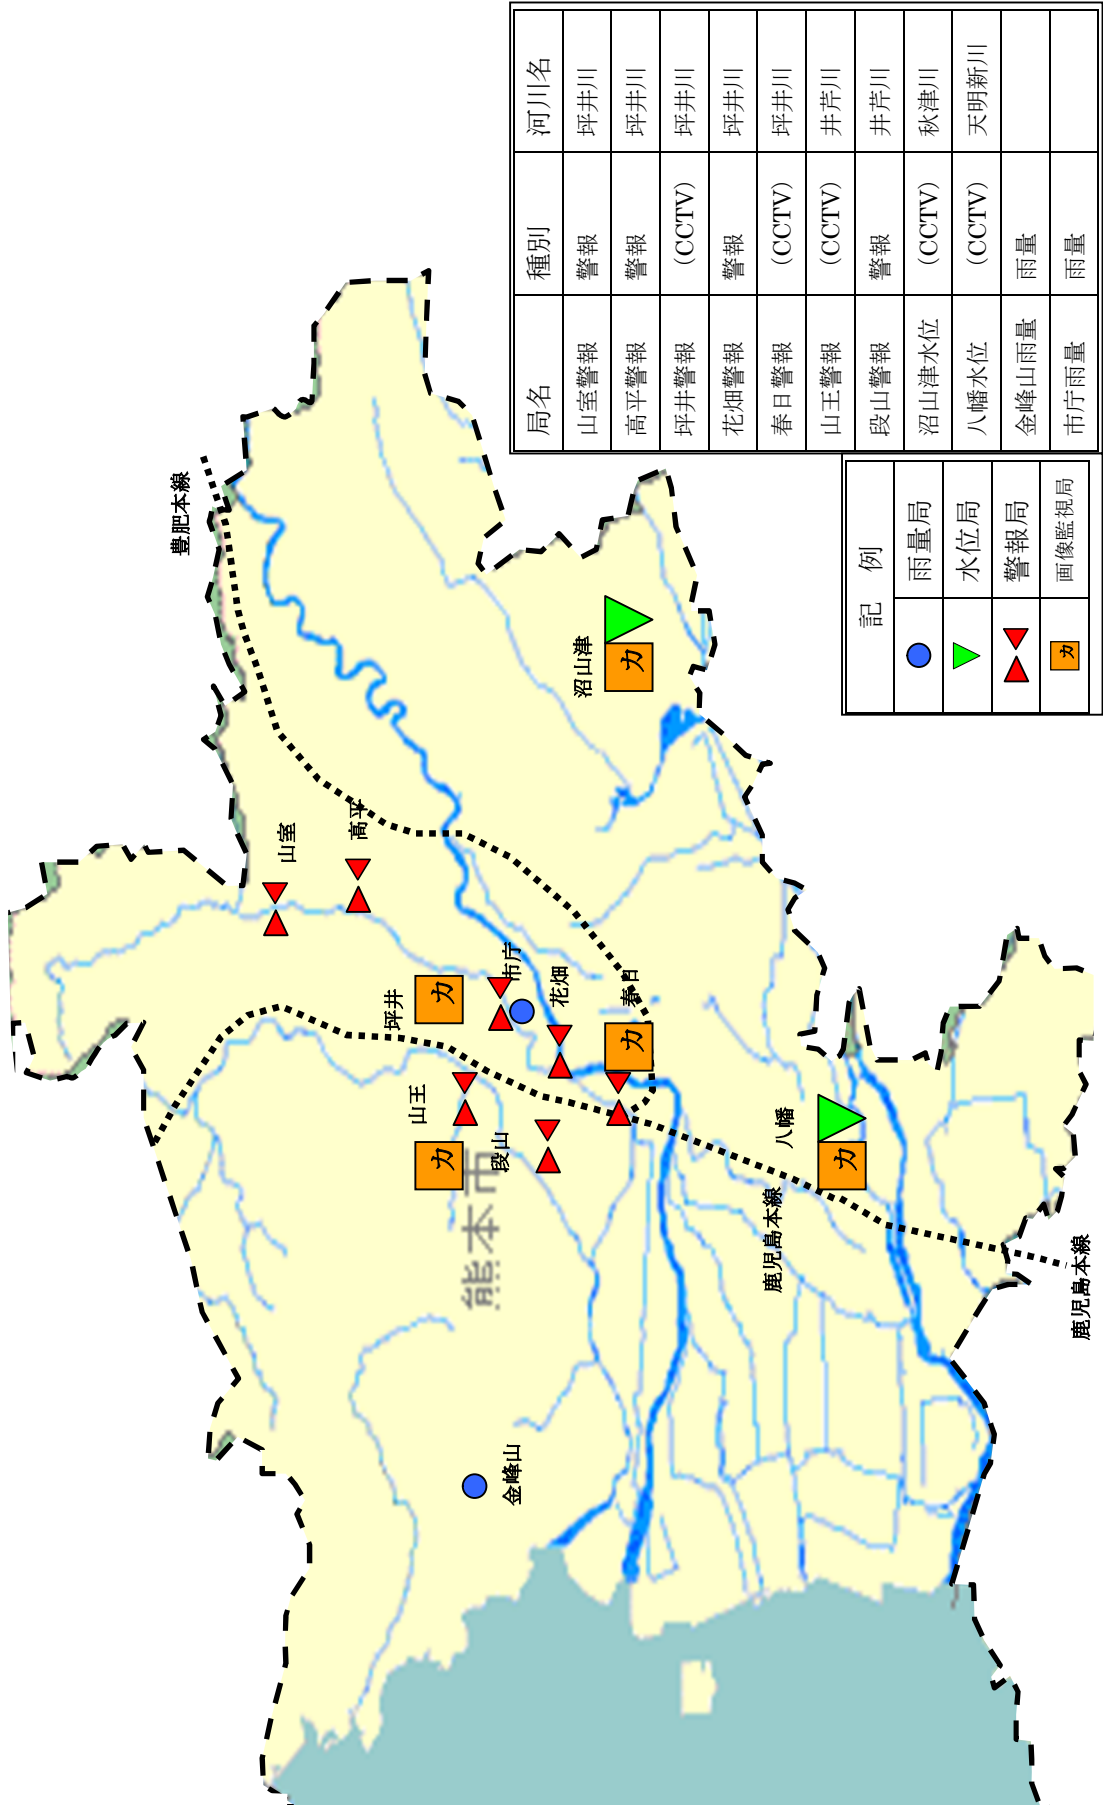 局名 種別 河川名
山室警報 警報 坪井川
高平警報 警報 坪井川
坪井警報 (CCTV) 坪井川
花畑警報 警報 坪井川
春日警報 (CCTV) 坪井川
山王警報 (CCTV) 井芹川
段山警報 警報 井芹川
沼山津水位 (CCTV) 秋津川
八幡水位 (CCTV) 天明新川
金峰山雨量 雨量
市庁雨量 雨量
記 例
雨量局
水位局
警報局
カ 画像監視局
豊肥本線
山室
高平
坪井
カ
市庁
花畑
春日
カ
山王
カ
段山
熊本市
金峰山
沼山津
カ
八幡
カ
鹿児島本線
鹿児島本線